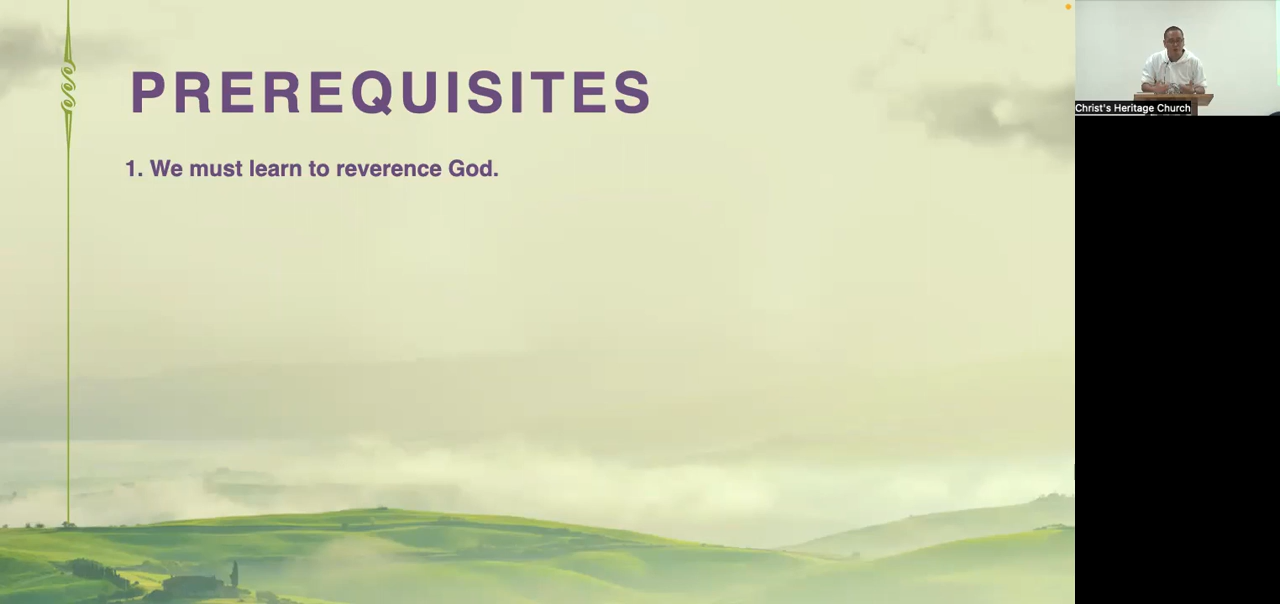 PREREQUISITES
1. We must learn to reverence God.
Christ's Heritage Church